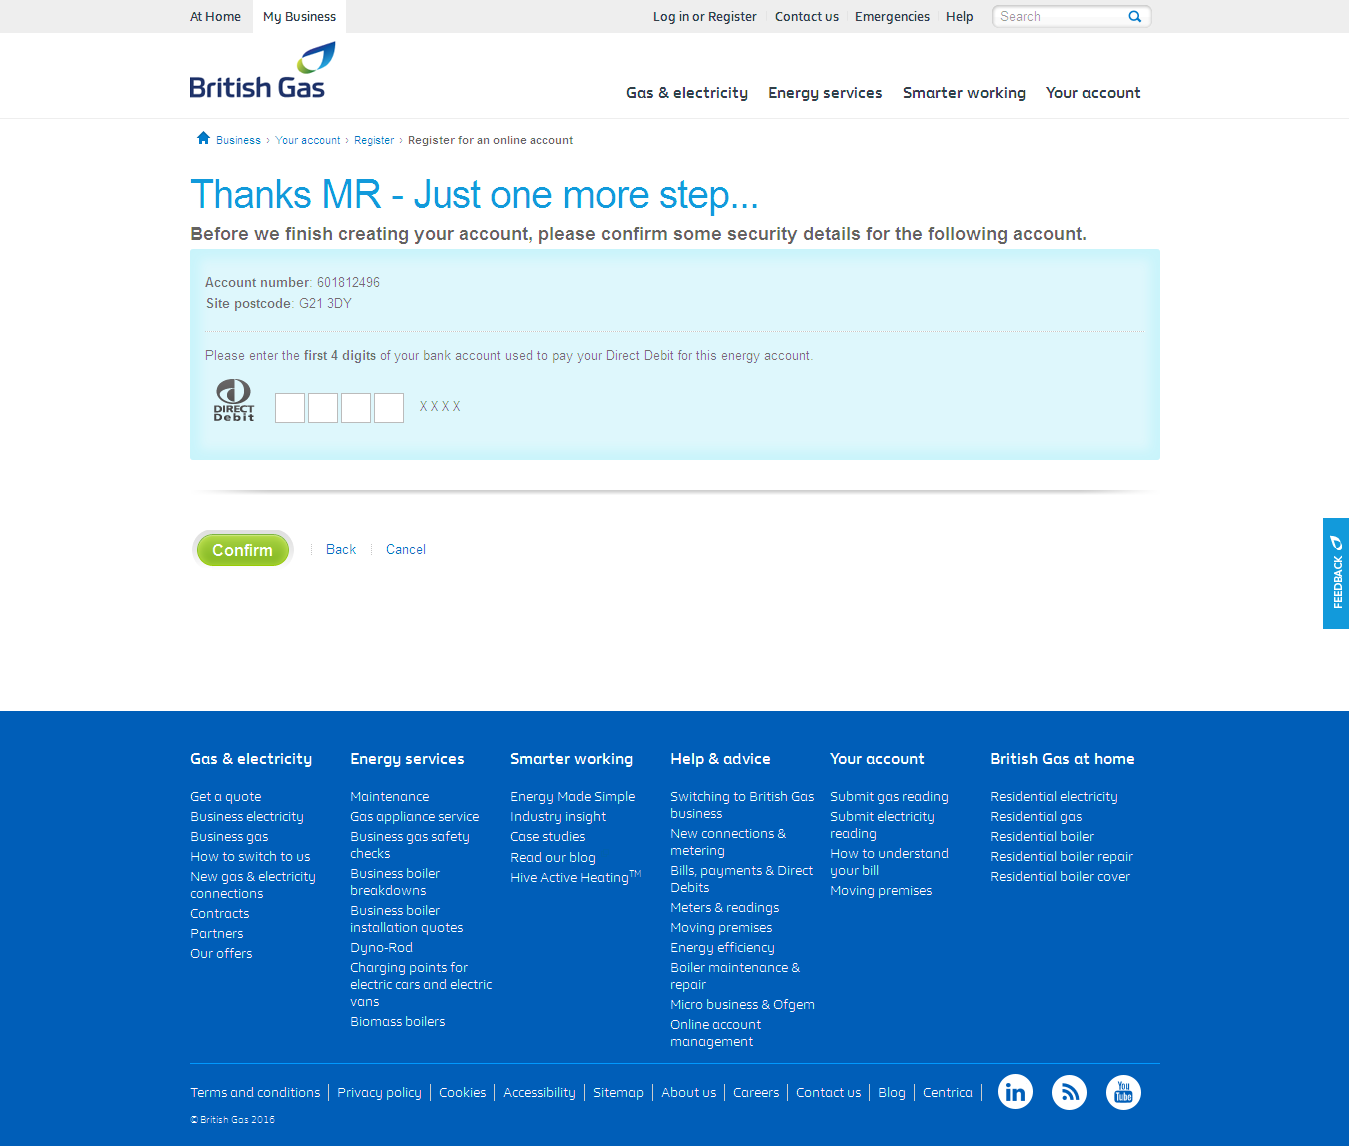 At Home
My Business
Log in or Register
Contact us
Emergencies
Help
Search
British Gas
Gas & electricity
Energy services
Smarter working
Your account
Business › Your account › Register › Register for an online account
Thanks MR - Just one more step...
Before we finish creating your account, please confirm some security details for the following account.
Account number: 601812496
Site postcode: G21 3DY
Please enter the first 4 digits of your bank account used to pay your Direct Debit for this energy account.
DIRECT
Debit
X X X X
Confirm
Back
Cancel
FEEDBACK
Gas & electricity
Get a quote
Business electricity
Business gas
How to switch to us
New gas & electricity
connections
Contracts
Partners
Our offers
Energy services
Maintenance
Gas appliance service
Business gas safety
checks
Business boiler
breakdowns
Business boiler
installation quotes
Dyno-Rod
Charging points for
electric cars and electric
vans
Biomass boilers
Smarter working
Energy Made Simple
Industry insight
Case studies
Read our blog
Hive Active Heating™
Help & advice
Switching to British Gas
business
New connections &
metering
Bills, payments & Direct
Debits
Meters & readings
Moving premises
Energy efficiency
Boiler maintenance &
repair
Micro business & Ofgem
Online account
management
Your account
Submit gas reading
Submit electricity
reading
How to understand
your bill
Moving premises
British Gas at home
Residential electricity
Residential gas
Residential boiler
Residential boiler repair
Residential boiler cover
Terms and conditions
Privacy policy
Cookies
Accessibility
Sitemap
About us
Careers
Contact us
Blog
Centrica
in
You
Tube
© British Gas 2016